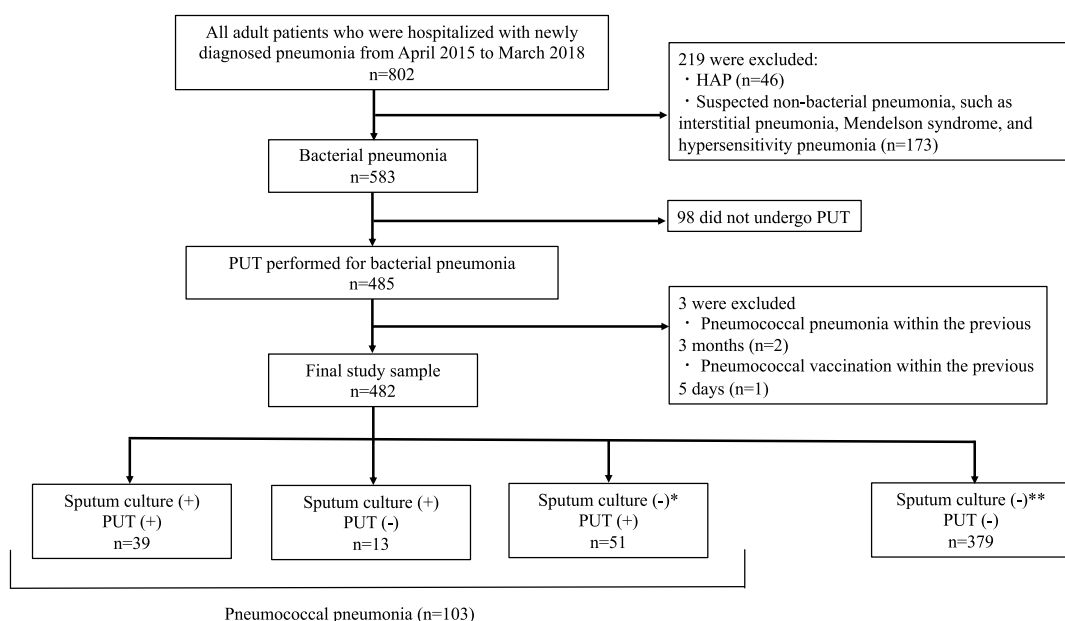 All adult patients who were hospitalized with newly
diagnosed pneumonia from April 2015 to March 2018
n=802
219 were excluded:
・HAP (n=46)
・Suspected non-bacterial pneumonia, such as
interstitial pneumonia, Mendelson syndrome, and
hypersensitivity pneumonia (n=173)
Bacterial pneumonia
n=583
98 did not undergo PUT
PUT performed for bacterial pneumonia
n=485
3 were excluded
・Pneumococcal pneumonia within the previous
3 months (n=2)
・Pneumococcal vaccination within the previous
5 days (n=1)
Final study sample
n=482
Sputum culture (+)
PUT (+)
n=39
Sputum culture (+)
PUT (-)
n=13
Sputum culture (-)*
PUT (+)
n=51
Sputum culture (-)**
PUT (-)
n=379
Pneumococcal pneumonia (n=103)